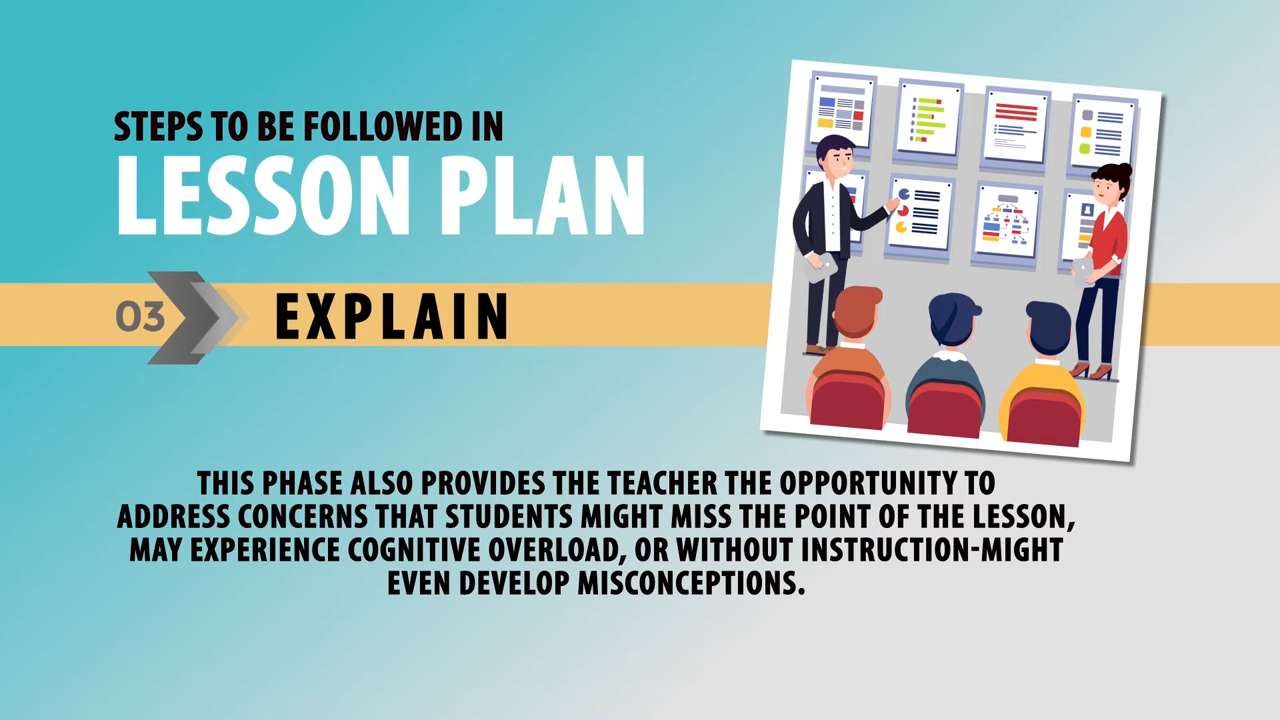 STEPS TO BE FOLLOWED IN
LESSON PLAN
03 EXPLAIN
THIS PHASE ALSO PROVIDES THE TEACHER THE OPPORTUNITY TO
ADDRESS CONCERNS THAT STUDENTS MIGHT MISS THE POINT OF THE LESSON,
MAY EXPERIENCE COGNITIVE OVERLOAD, OR WITHOUT INSTRUCTION-MIGHT
EVEN DEVELOP MISCONCEPTIONS.